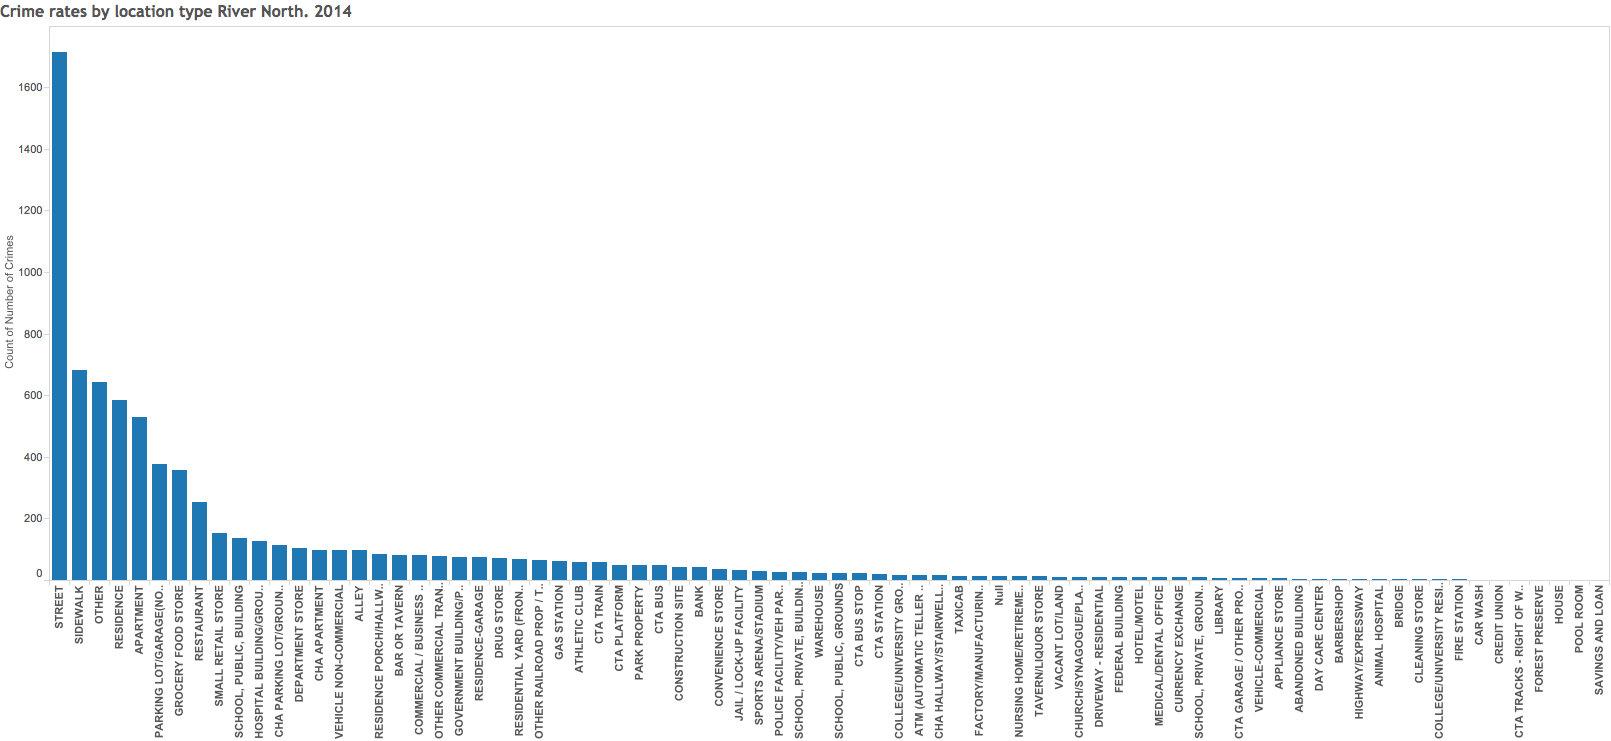 Crime rates by location type River North. 2014
Count of Number of Crimes
1600
1400
1200
1000
800
600
400
200
0
STREET
SIDEWALK
OTHER
RESIDENCE
APARTMENT
PARKING LOT/GARAGE(NO..
GROCERY FOOD STORE
RESTAURANT
SMALL RETAIL STORE
SCHOOL, PUBLIC, BUILDING
HOSPITAL BUILDING/GROU..
CHA PARKING LOT/GROUN..
DEPARTMENT STORE
CHA APARTMENT
VEHICLE NON-COMMERCIAL
ALLEY
RESIDENCE PORCH/HALLW..
BAR OR TAVERN
COMMERCIAL / BUSINESS ..
OTHER COMMERCIAL TRAN..
GOVERNMENT BUILDING/P..
RESIDENCE-GARAGE
DRUG STORE
RESIDENTIAL YARD (FRON..
OTHER RAILROAD PROP / T..
GAS STATION
ATHLETIC CLUB
CTA TRAIN
CTA PLATFORM
PARK PROPERTY
CTA BUS
CONSTRUCTION SITE
BANK
CONVENIENCE STORE
JAIL / LOCK-UP FACILITY
SPORTS ARENA/STADIUM
POLICE FACILITY/VEH PAR..
SCHOOL, PRIVATE, BUILDIN..
WAREHOUSE
SCHOOL, PUBLIC, GROUNDS
CTA BUS STOP
CTA STATION
COLLEGE/UNIVERSITY GRO..
ATM (AUTOMATIC TELLER ..
CHA HALLWAY/STAIRWELL..
TAXICAB
FACTORY/MANUFACTURIN..
Null
NURSING HOME/RETIREME..
TAVERN/LIQUOR STORE
VACANT LOT/LAND
CHURCH/SYNAGOGUE/PLA..
DRIVEWAY - RESIDENTIAL
FEDERAL BUILDING
HOTEL/MOTEL
MEDICAL/DENTAL OFFICE
CURRENCY EXCHANGE
SCHOOL, PRIVATE, GROUN..
LIBRARY
CTA GARAGE / OTHER PRO..
VEHICLE-COMMERCIAL
APPLIANCE STORE
ABANDONED BUILDING
DAY CARE CENTER
BARBERSHOP
HIGHWAY/EXPRESSWAY
ANIMAL HOSPITAL
BRIDGE
CLEANING STORE
COLLEGE/UNIVERSITY RESI..
FIRE STATION
CAR WASH
CREDIT UNION
CTA TRACKS - RIGHT OF W..
FOREST PRESERVE
HOUSE
POOL ROOM
SAVINGS AND LOAN